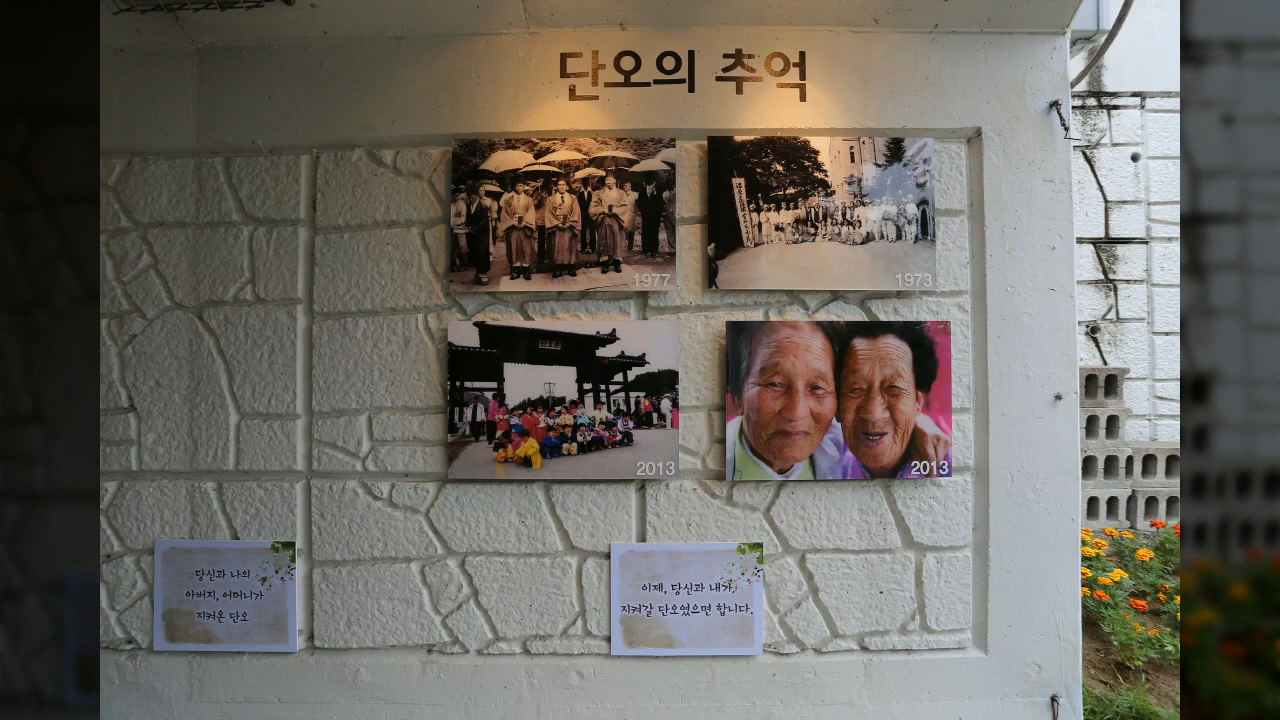 단오의 추억
1977
1973
2013
2013
당신과 나의
아버지, 어머니가
지켜온 단오
이제, 당신과 내가,
지켜갈 단오였으면 합니다.